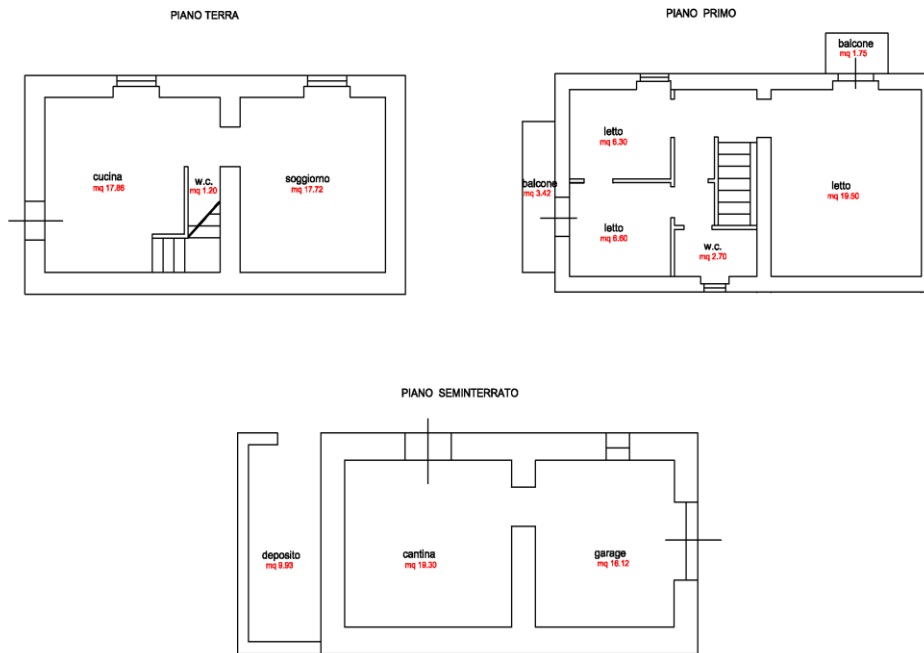 PIANO TERRA
cucina
mq 17.86
w.c.
mq 1.20
soggiorno
mq 17.72
PIANO PRIMO
balcone
mq 1.75
letto
mq 6.30
balcone
mq 3.42
letto
mq 6.60
w.c.
mq 2.70
letto
mq 19.50
PIANO SEMINTERRATO
deposito
mq 9.93
cantina
mq 19.30
garage
mq 16.12